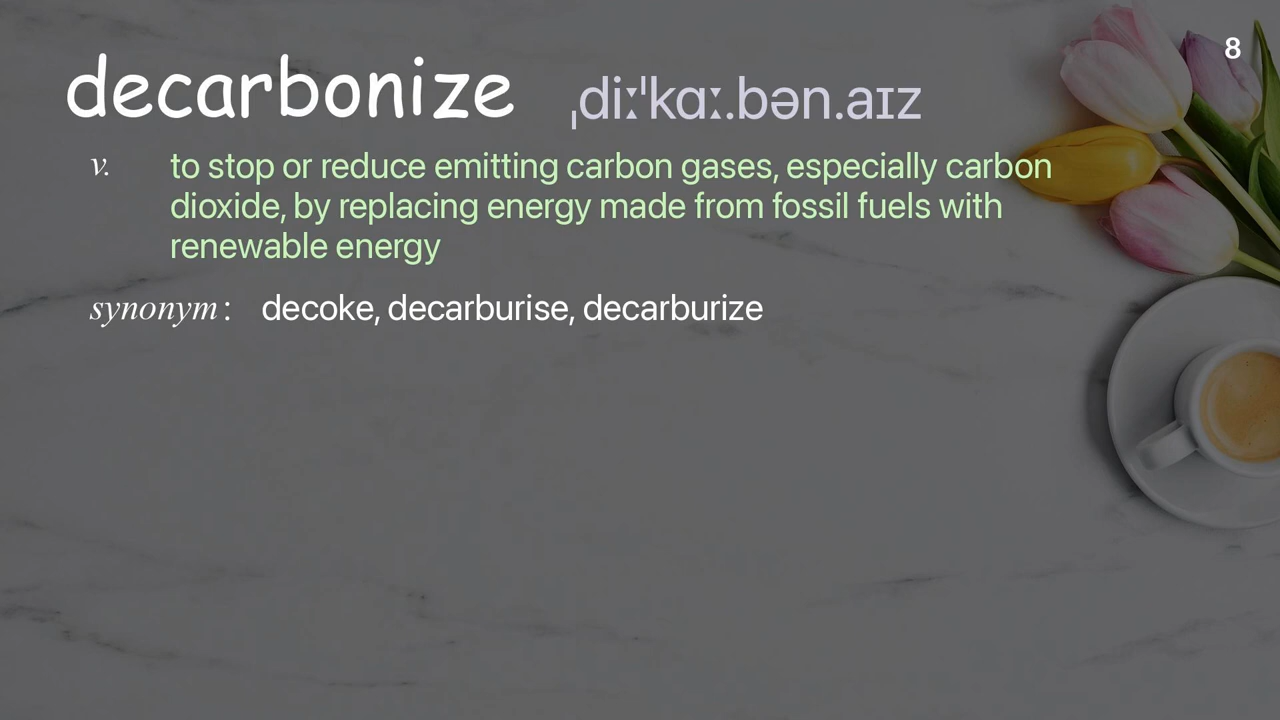 8
decarbonize ˌdiːˈkɑː.bən.aɪz
v. to stop or reduce emitting carbon gases, especially carbon
dioxide, by replacing energy made from fossil fuels with
renewable energy
synonym : decoke, decarburise, decarburize